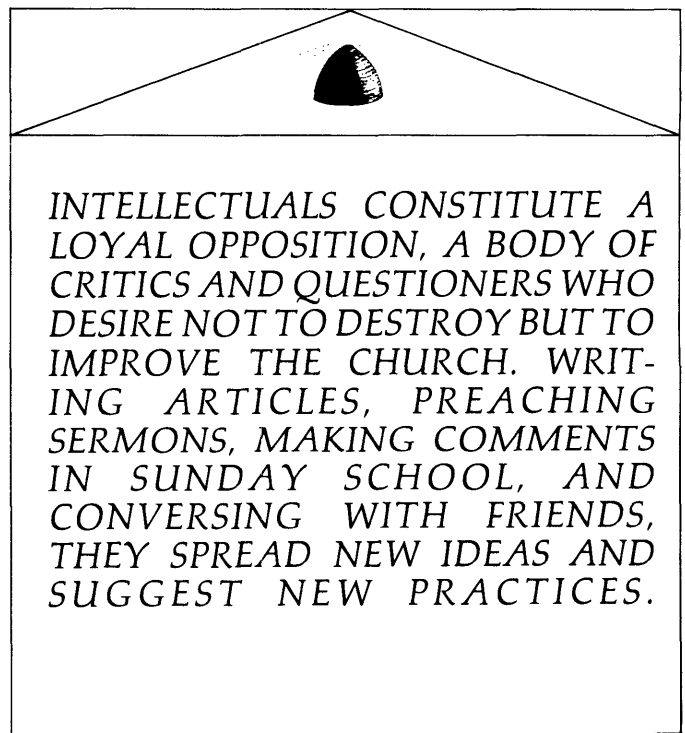 INTELLECTUALS CONSTITUTE A
LOYAL OPPOSITION, A BODY OF
CRITICS AND QUESTIONERS WHO
DESIRE NOT TO DESTROY BUT TO
IMPROVE THE CHURCH. WRIT-
ING ARTICLES, PREACHING
SERMONS, MAKING COMMENTS
IN SUNDAY SCHOOL, AND
CONVERSING WITH FRIENDS,
THEY SPREAD NEW IDEAS AND
SUGGEST NEW PRACTICES.